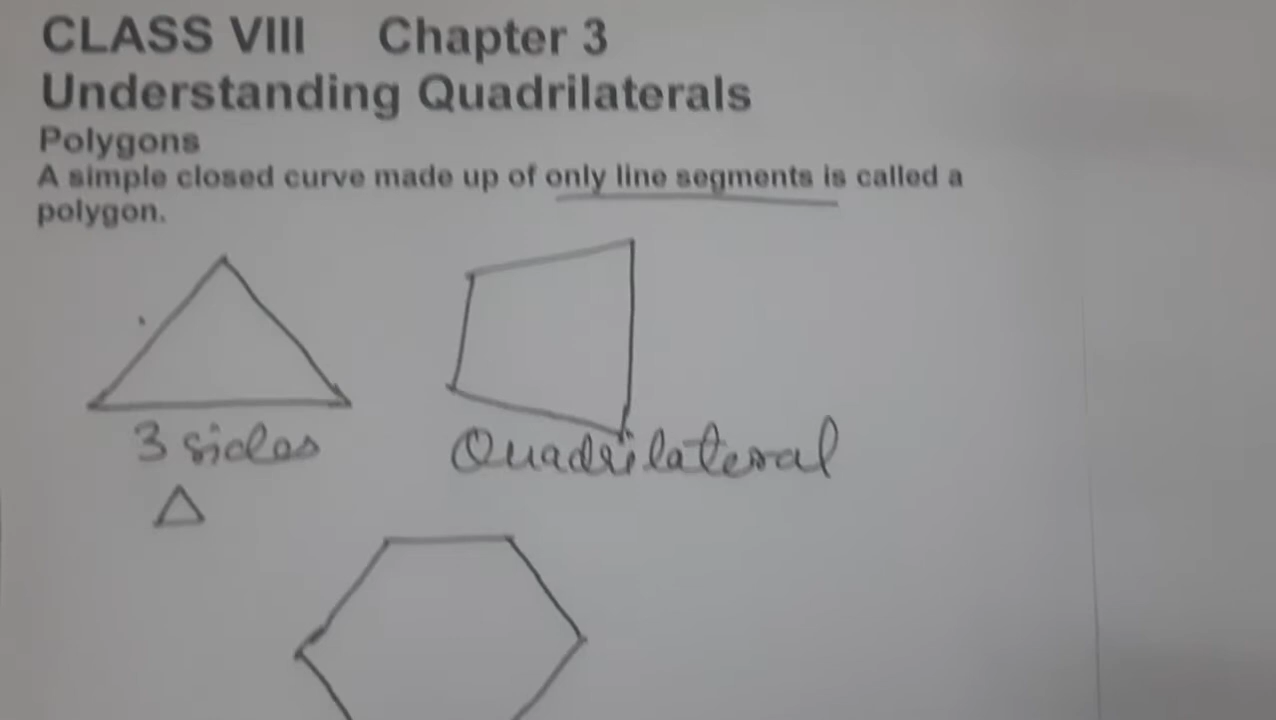 CLASS VIII Chapter 3
Understanding Quadrilaterals
Polygons
A simple closed curve made up of only line segments is called a
polygon.
3 sides Quadrilateral
△